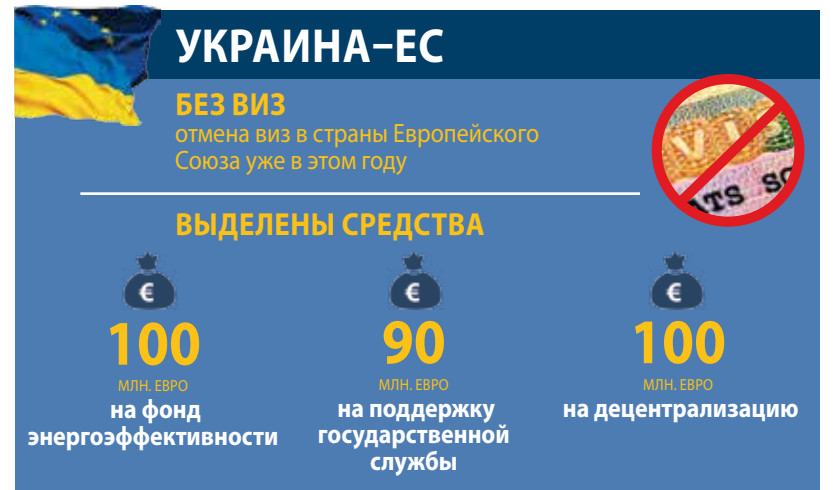 УКРАИНА–ЕС
БЕЗ ВИЗ
отмена виз в страны Европейского
Союза уже в этом году
ВЫДЕЛЕНЫ СРЕДСТВА
€
€
€
100
90
100
МЛН. ЕВРО
МЛН. ЕВРО
МЛН. ЕВРО
на фонд
энергоэффективности
на поддержку
государственной
службы
на децентрализацию